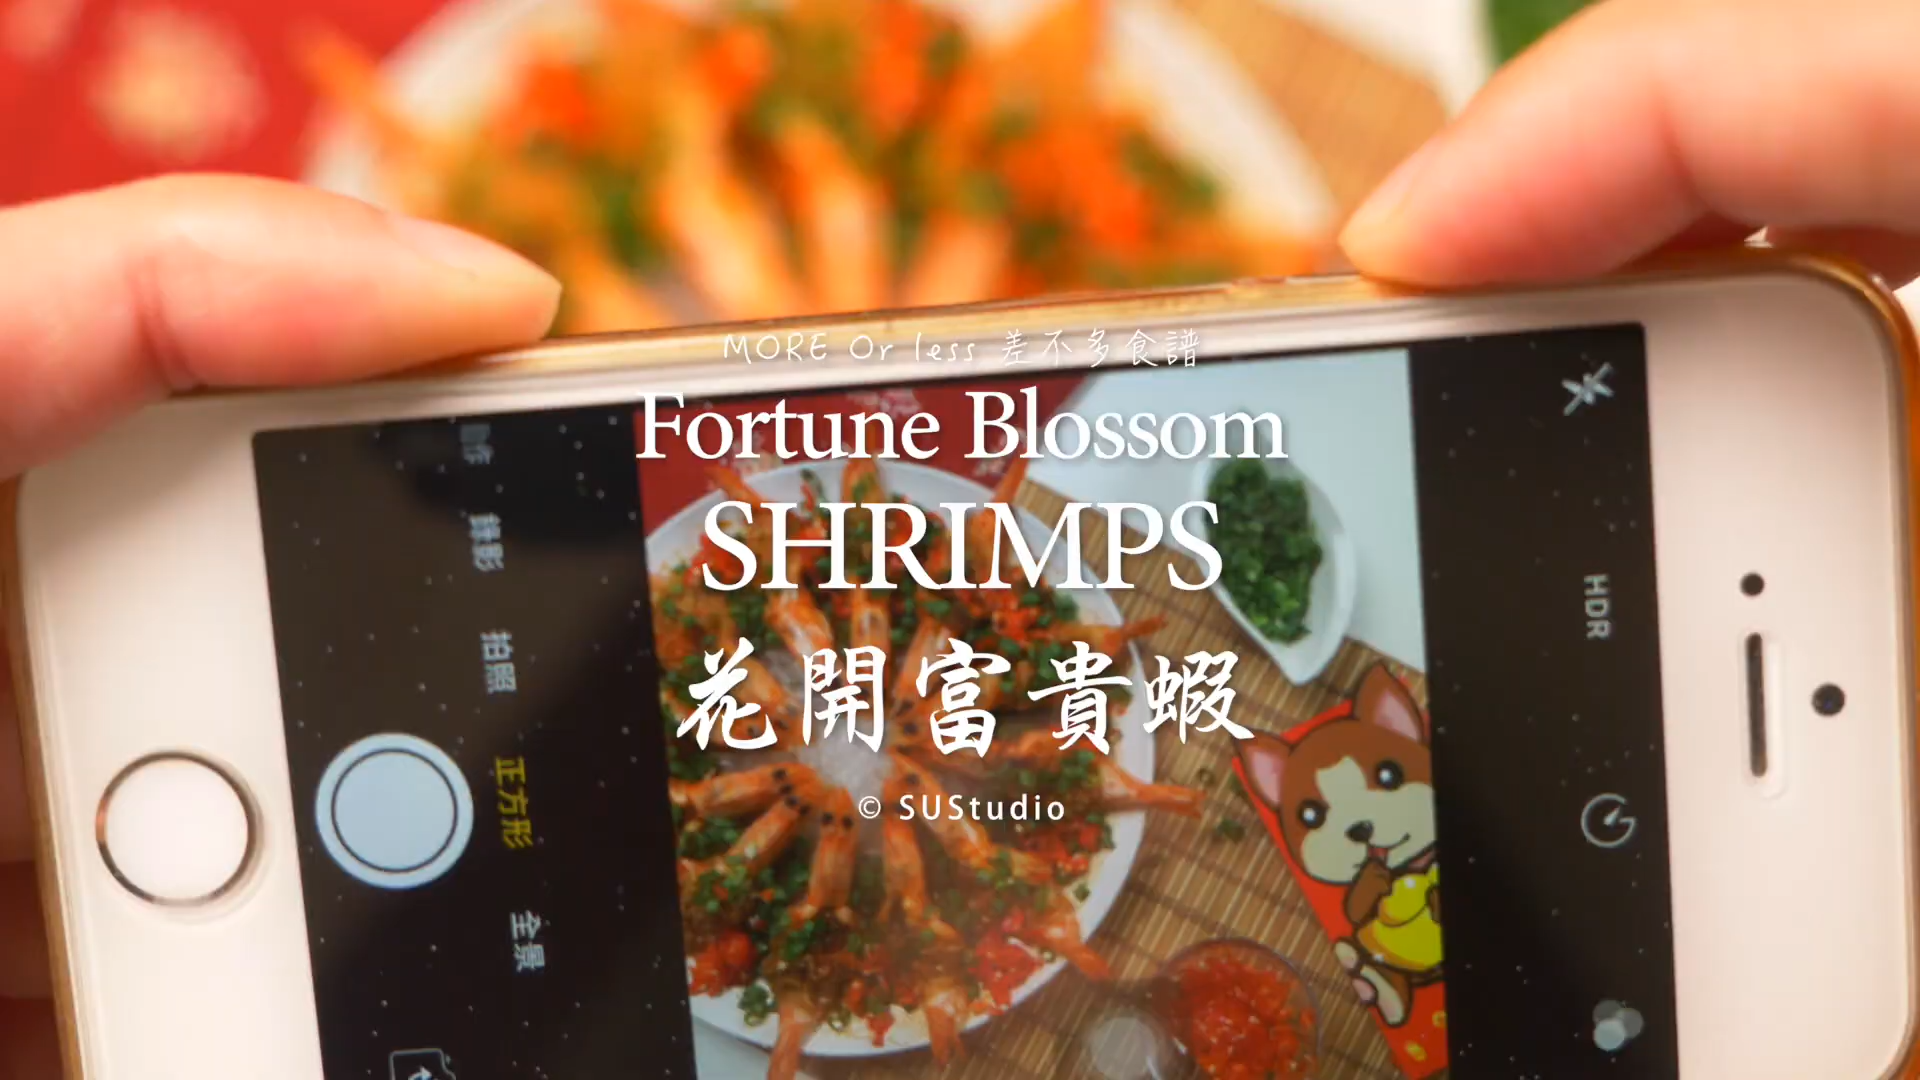 MORE Or less 差不多食譜
Fortune Blossom
SHRIMPS
花開富貴蝦
© SUStudio
錄影
拍照
正方形
全景
HDR